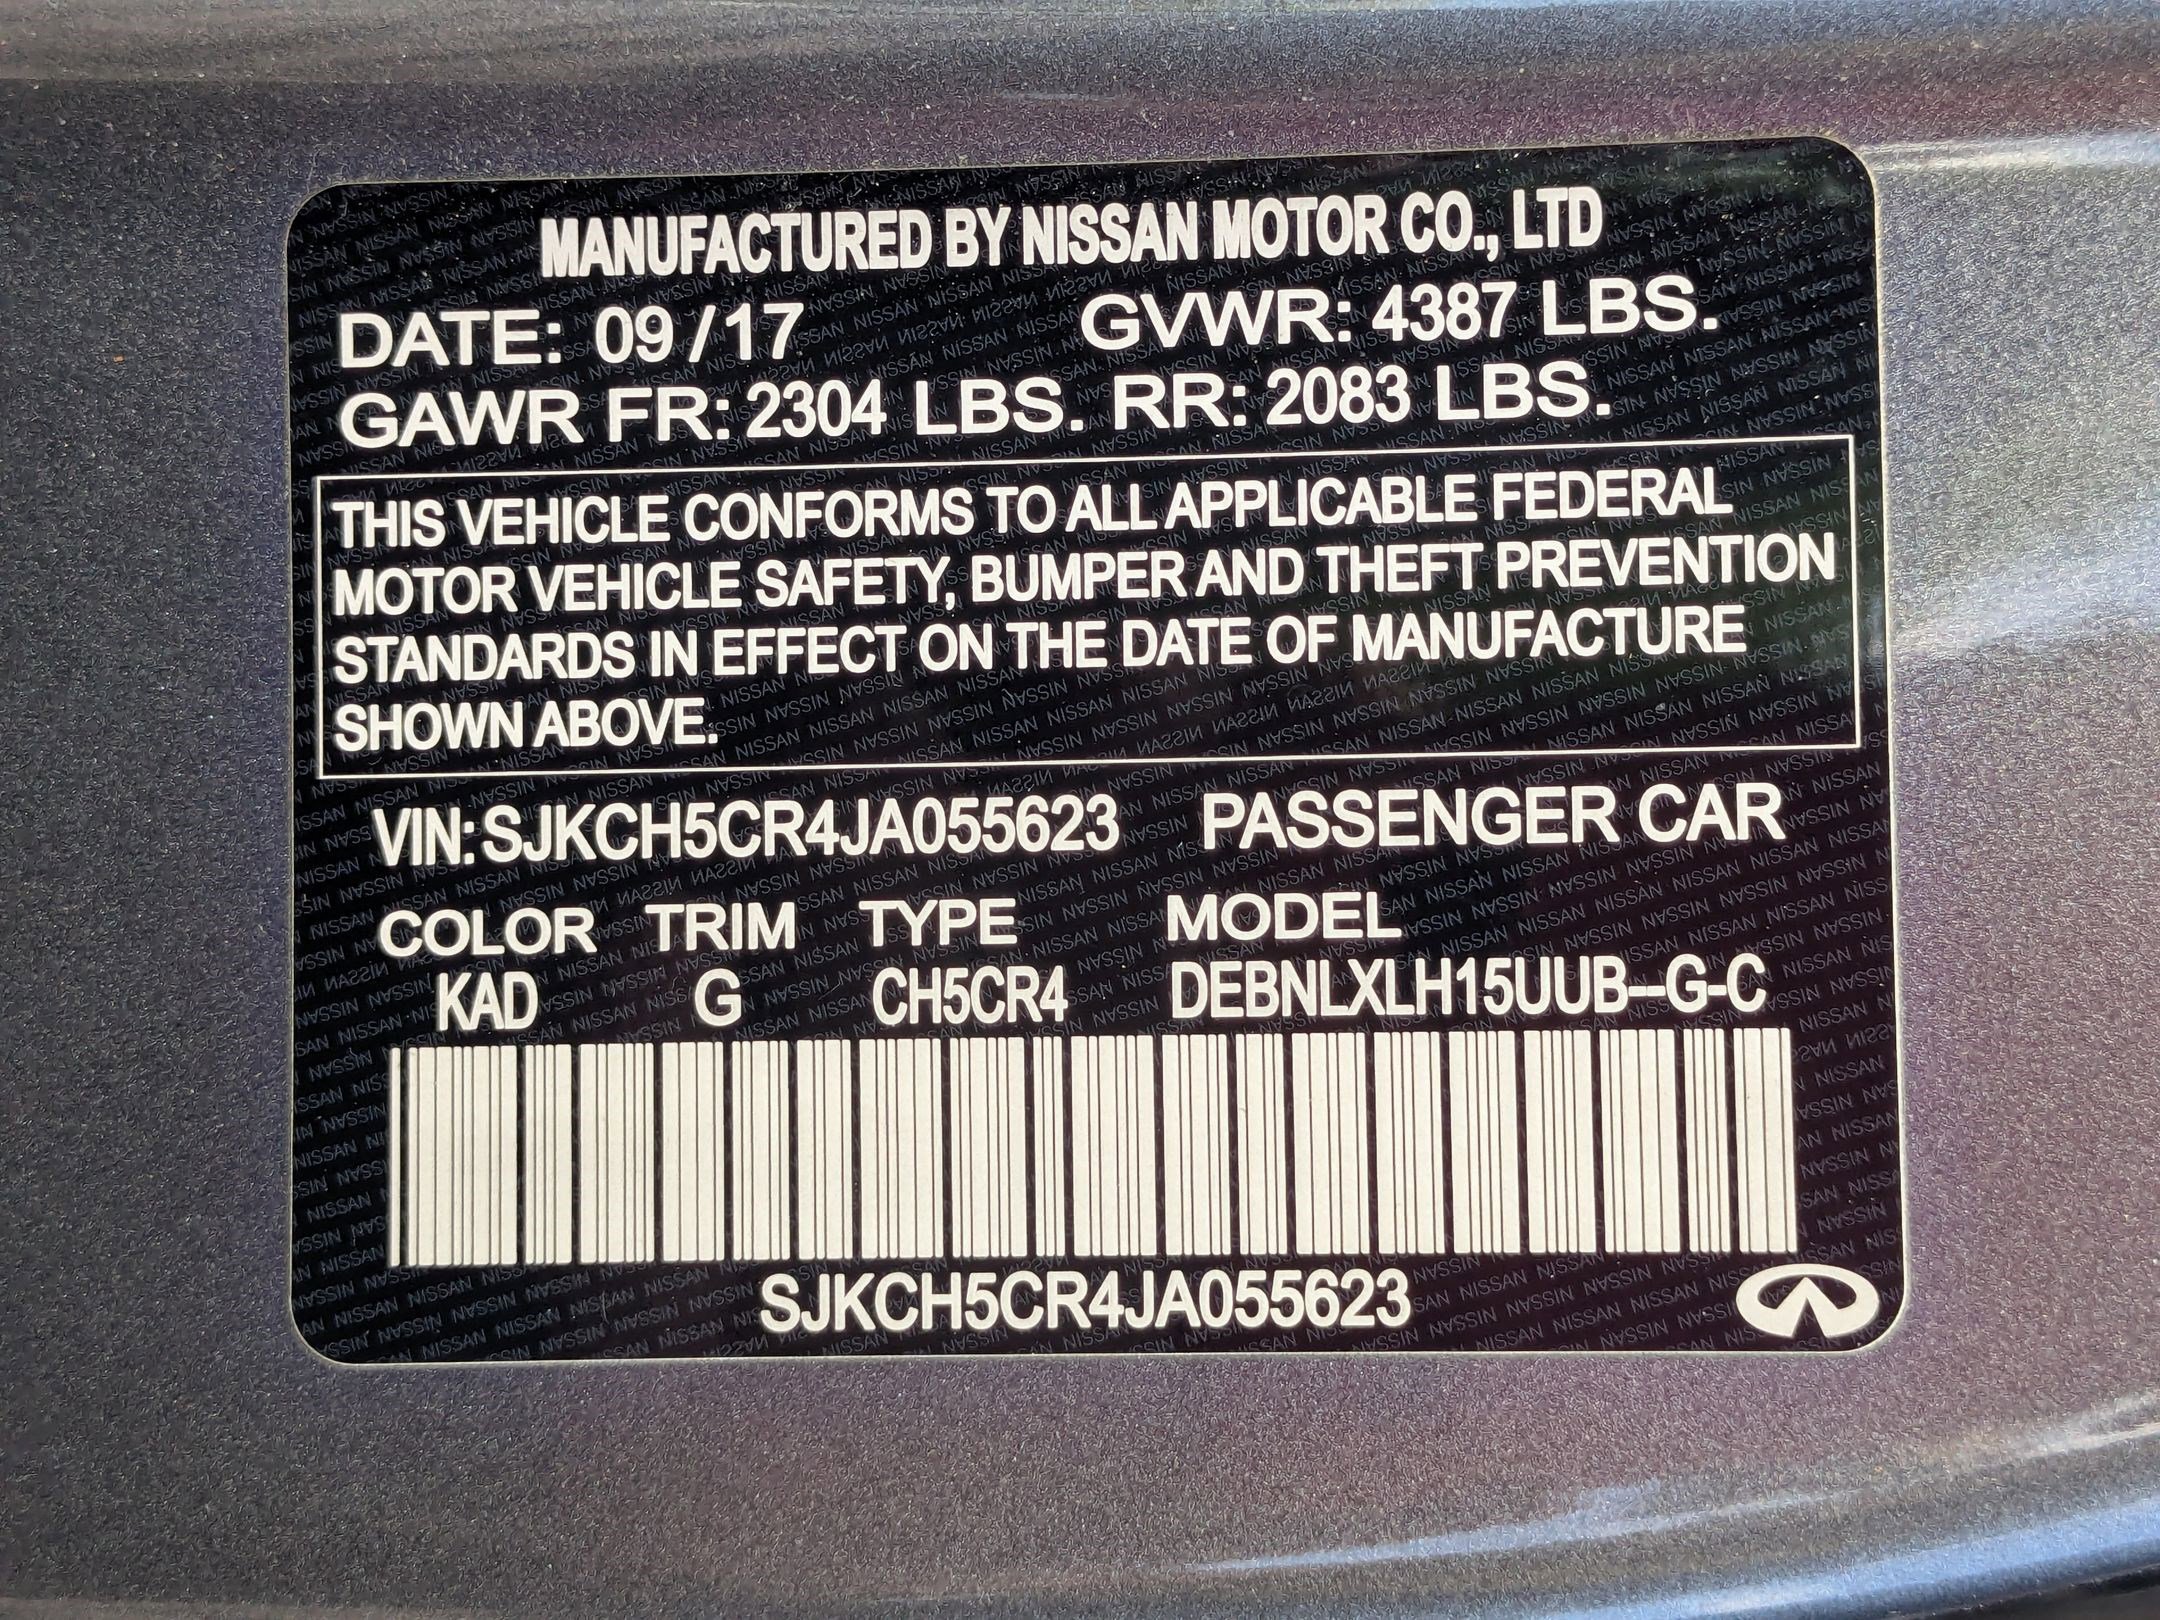 MANUFACTURED BY NISSAN MOTOR CO., LTD
DATE: 09/17 GVWR: 4387 LBS.
GAWR FR: 2304 LBS. RR: 2083 LBS.
THIS VEHICLE CONFORMS TO ALL APPLICABLE FEDERAL
MOTOR VEHICLE SAFETY, BUMPER AND THEFT PREVENTION
STANDARDS IN EFFECT ON THE DATE OF MANUFACTURE
SHOWN ABOVE.
VIN: SJKCH5CR4JA055623 PASSENGER CAR
COLOR TRIM TYPE MODEL
KAD G CH5CR4 DEBNLXLH15UUB--G-C
SJKCH5CR4JA055623